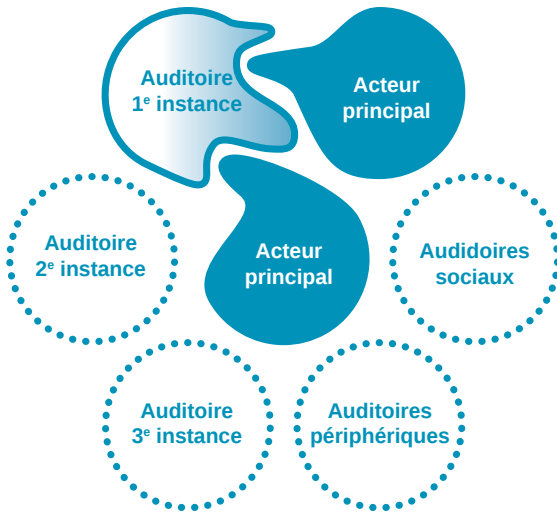 Auditoire
1e instance
Acteur
principal
Auditoire
2e instance
Acteur
principal
Audidoires
sociaux
Auditoire
3e instance
Auditoires
périphériques